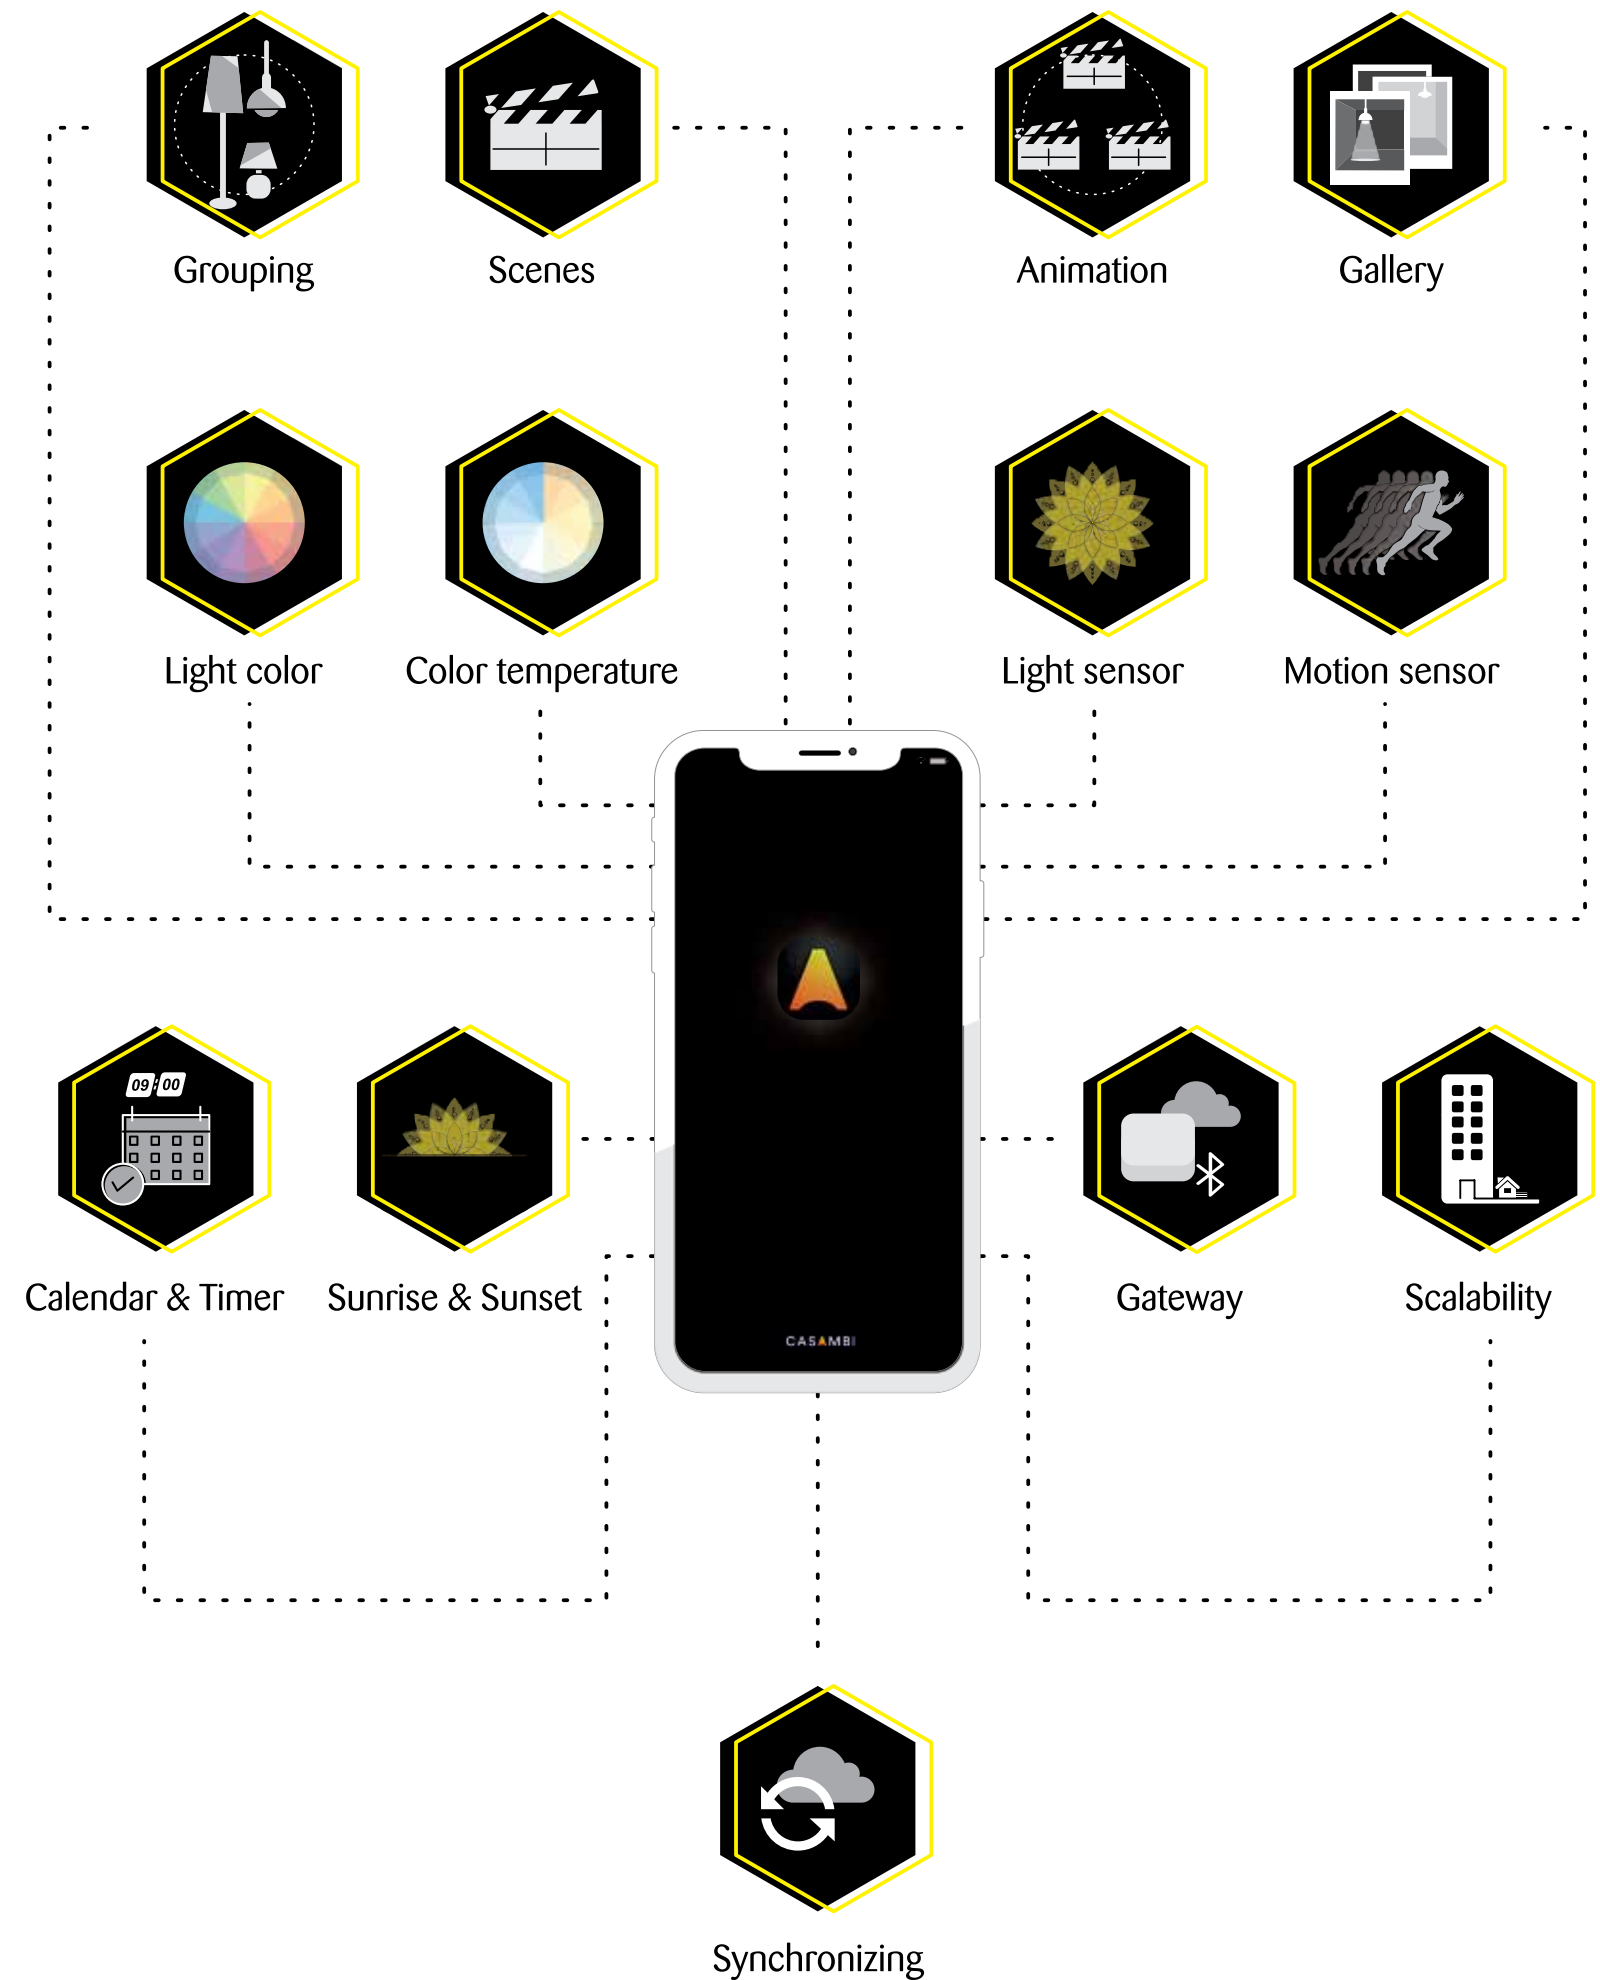 Grouping
Scenes
Animation
Gallery
Light color
Color temperature
Light sensor
Motion sensor
09:00
Calendar & Timer
Sunrise & Sunset
Gateway
Scalability
CASAMBI
Synchronizing